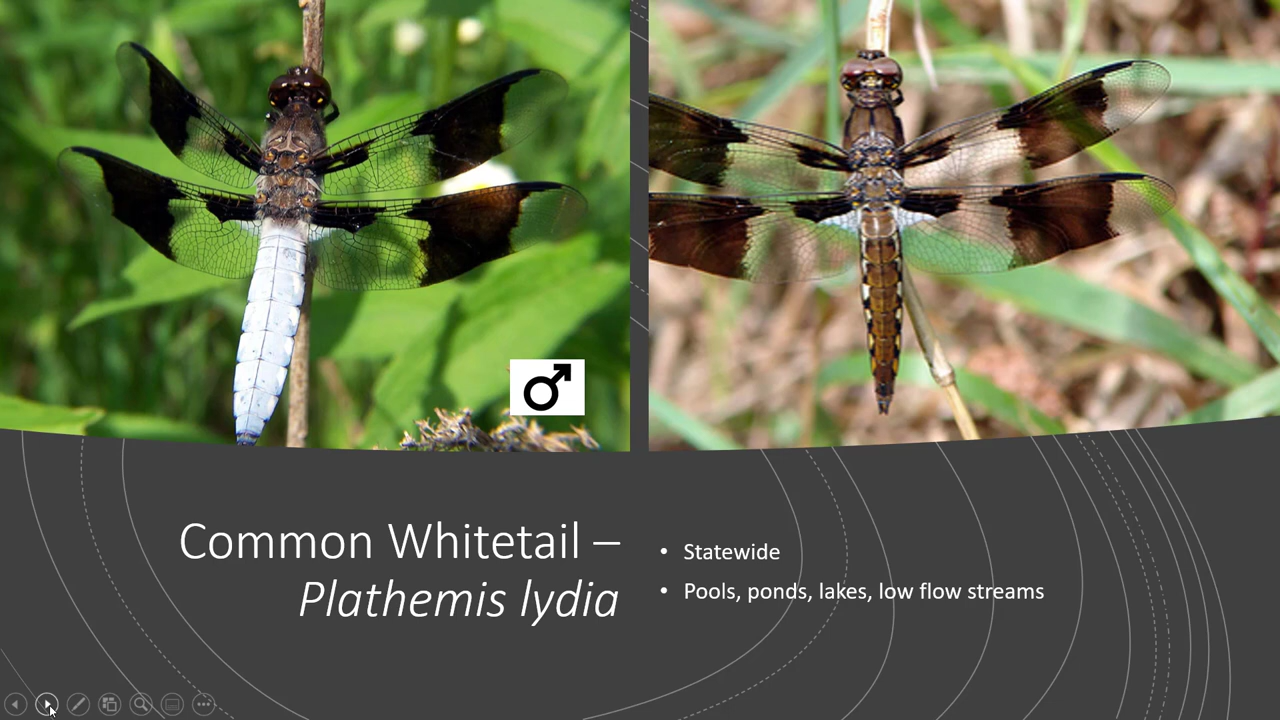 Common Whitetail –
Plathemis lydia
• Statewide
• Pools, ponds, lakes, low flow streams